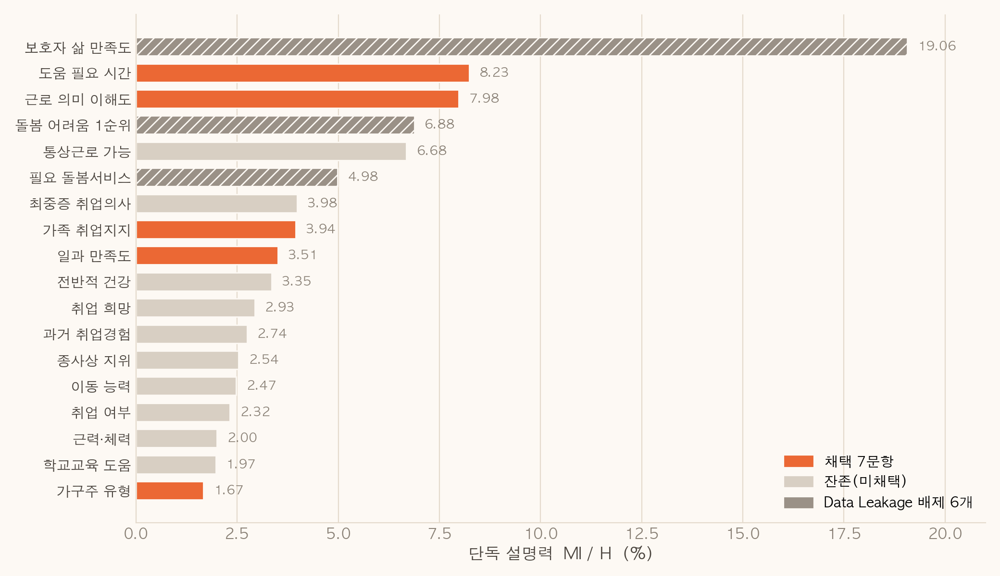 보호자 삶 만족도 19.06
도움 필요 시간 8.23
근로 의미 이해도 7.98
돌봄 어려움 1순위 6.88
통상근로 가능 6.68
필요 돌봄서비스 4.98
최중증 취업의사 3.98
가족 취업지지 3.94
일과 만족도 3.51
전반적 건강 3.35
취업 희망 2.93
과거 취업경험 2.74
종사상 지위 2.54
이동 능력 2.47
취업 여부 2.32
근력·체력 2.00
학교교육 도움 1.97
가구주 유형 1.67
채택 7문항
잔존(미채택)
Data Leakage 배제 6개
0.0 2.5 5.0 7.5 10.0 12.5 15.0 17.5 20.0
단독 설명력 MI / H (%)